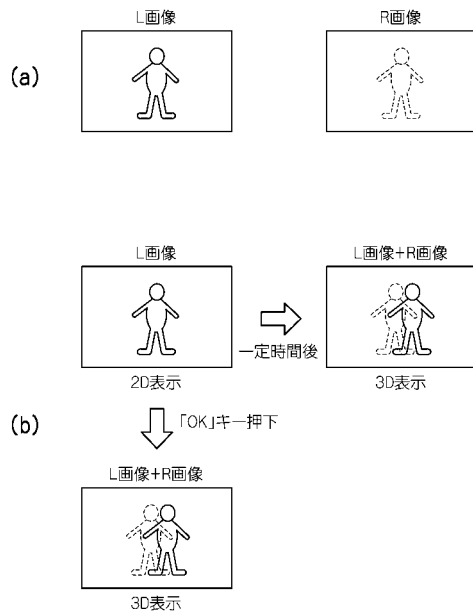 L画像
R画像
(a)
L画像
L画像+R画像
一定時間後
2D表示
3D表示
(b)
「OK」キー押下
L画像+R画像
3D表示